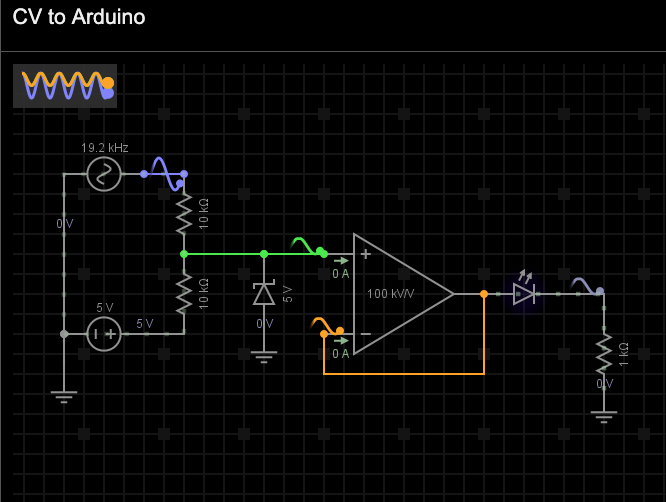 CV to Arduino
19.2 kHz
0 V
10 kΩ
10 kΩ
5 V
5 V
0 A
+
100 kV/V
5 V
0 V
0 A
−
1 kΩ
0 V